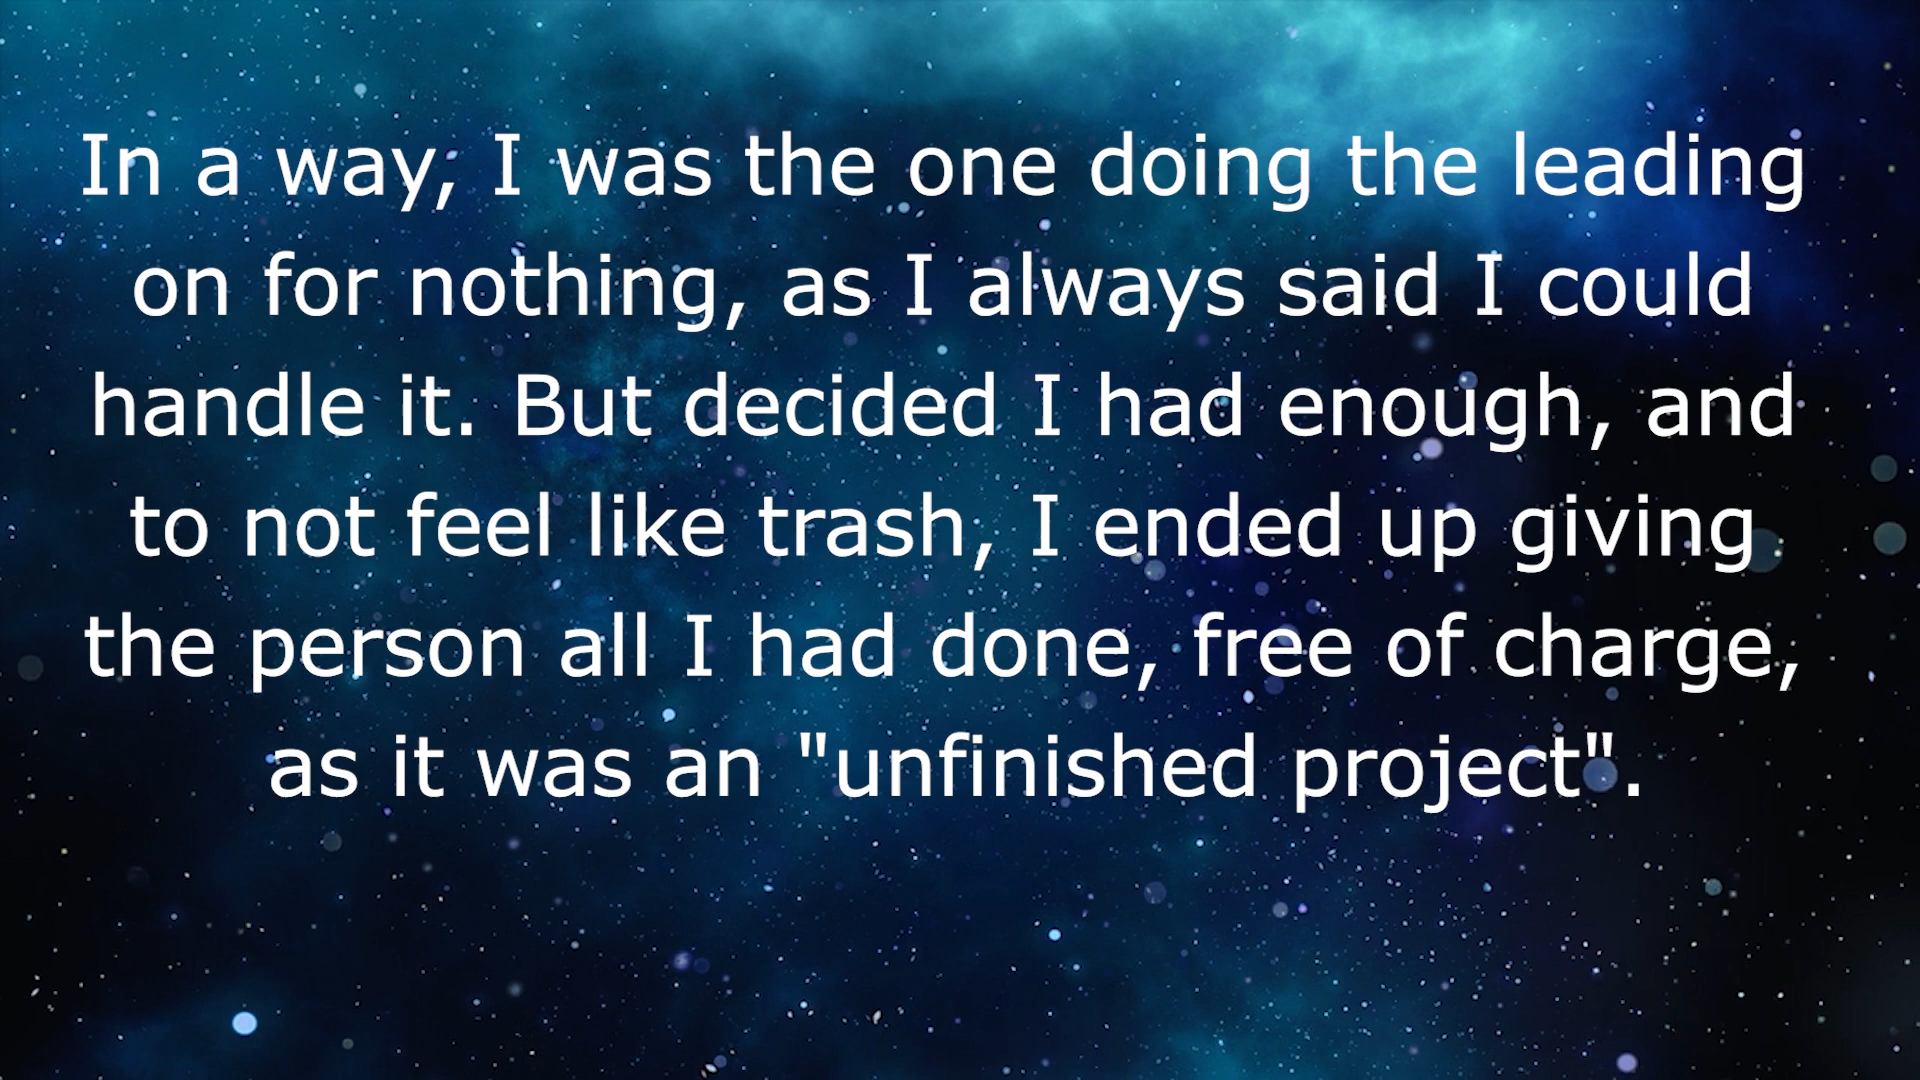 In a way, I was the one doing the leading
on for nothing, as I always said I could
handle it. But decided I had enough, and
to not feel like trash, I ended up giving
the person all I had done, free of charge,
as it was an "unfinished project".